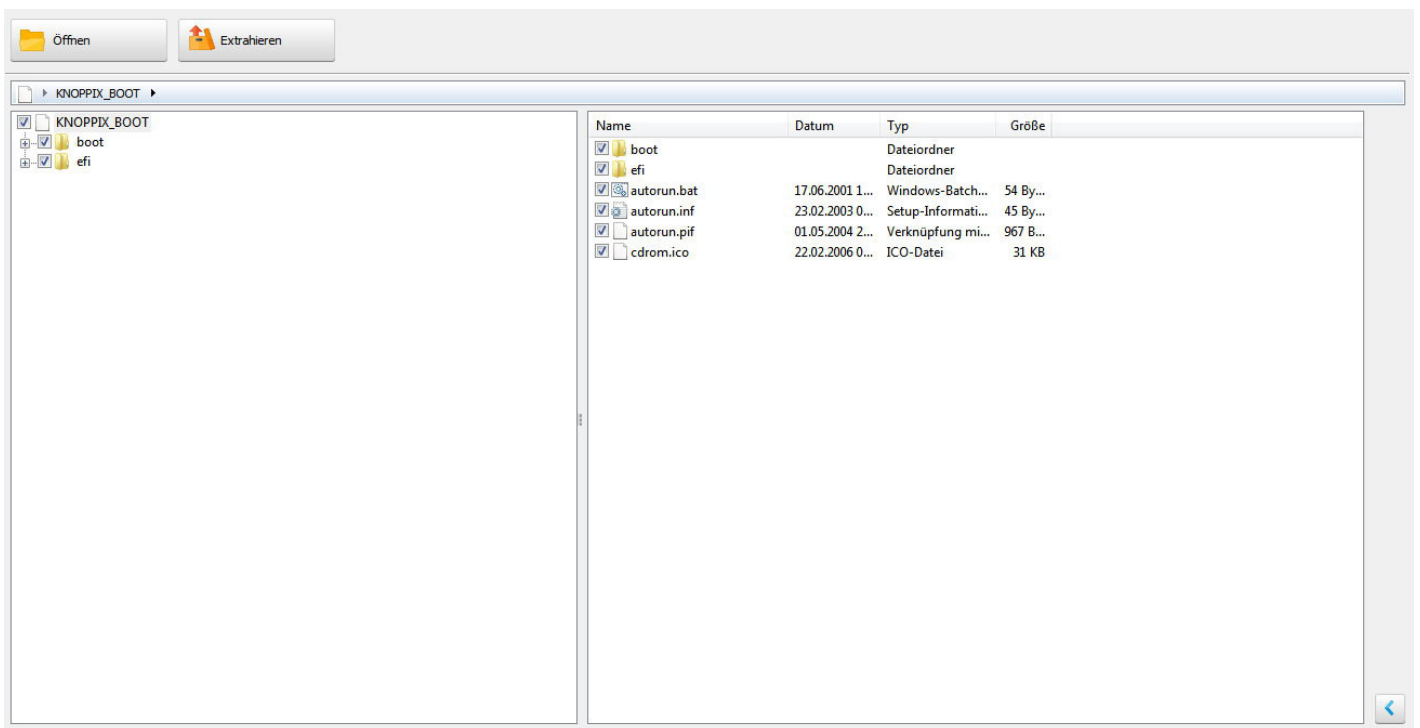 Öffnen Extrahieren
KNOPPIX_BOOT
KNOPPIX_BOOT
boot
efi
Name Datum Typ Größe
boot Dateiordner
efi Dateiordner
autorun.bat 17.06.2001 1... Windows-Batch... 54 By...
autorun.inf 23.02.2003 0... Setup-Informati... 45 By...
autorun.pif 01.05.2004 2... Verknüpfung mi... 967 B...
cdrom.ico 22.02.2006 0... ICO-Datei 31 KB